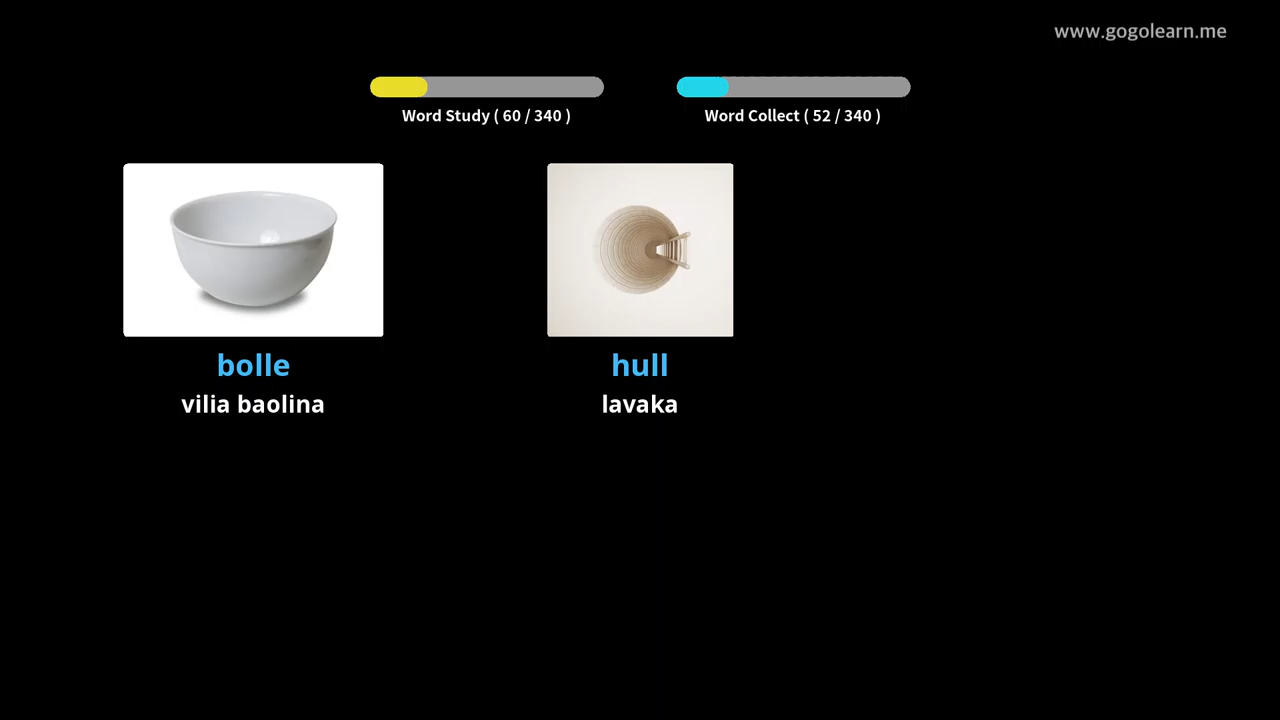 www.gogolearn.me
Word Study ( 60 / 340 )
Word Collect ( 52 / 340 )
bolle
vilia baolina
hull
lavaka